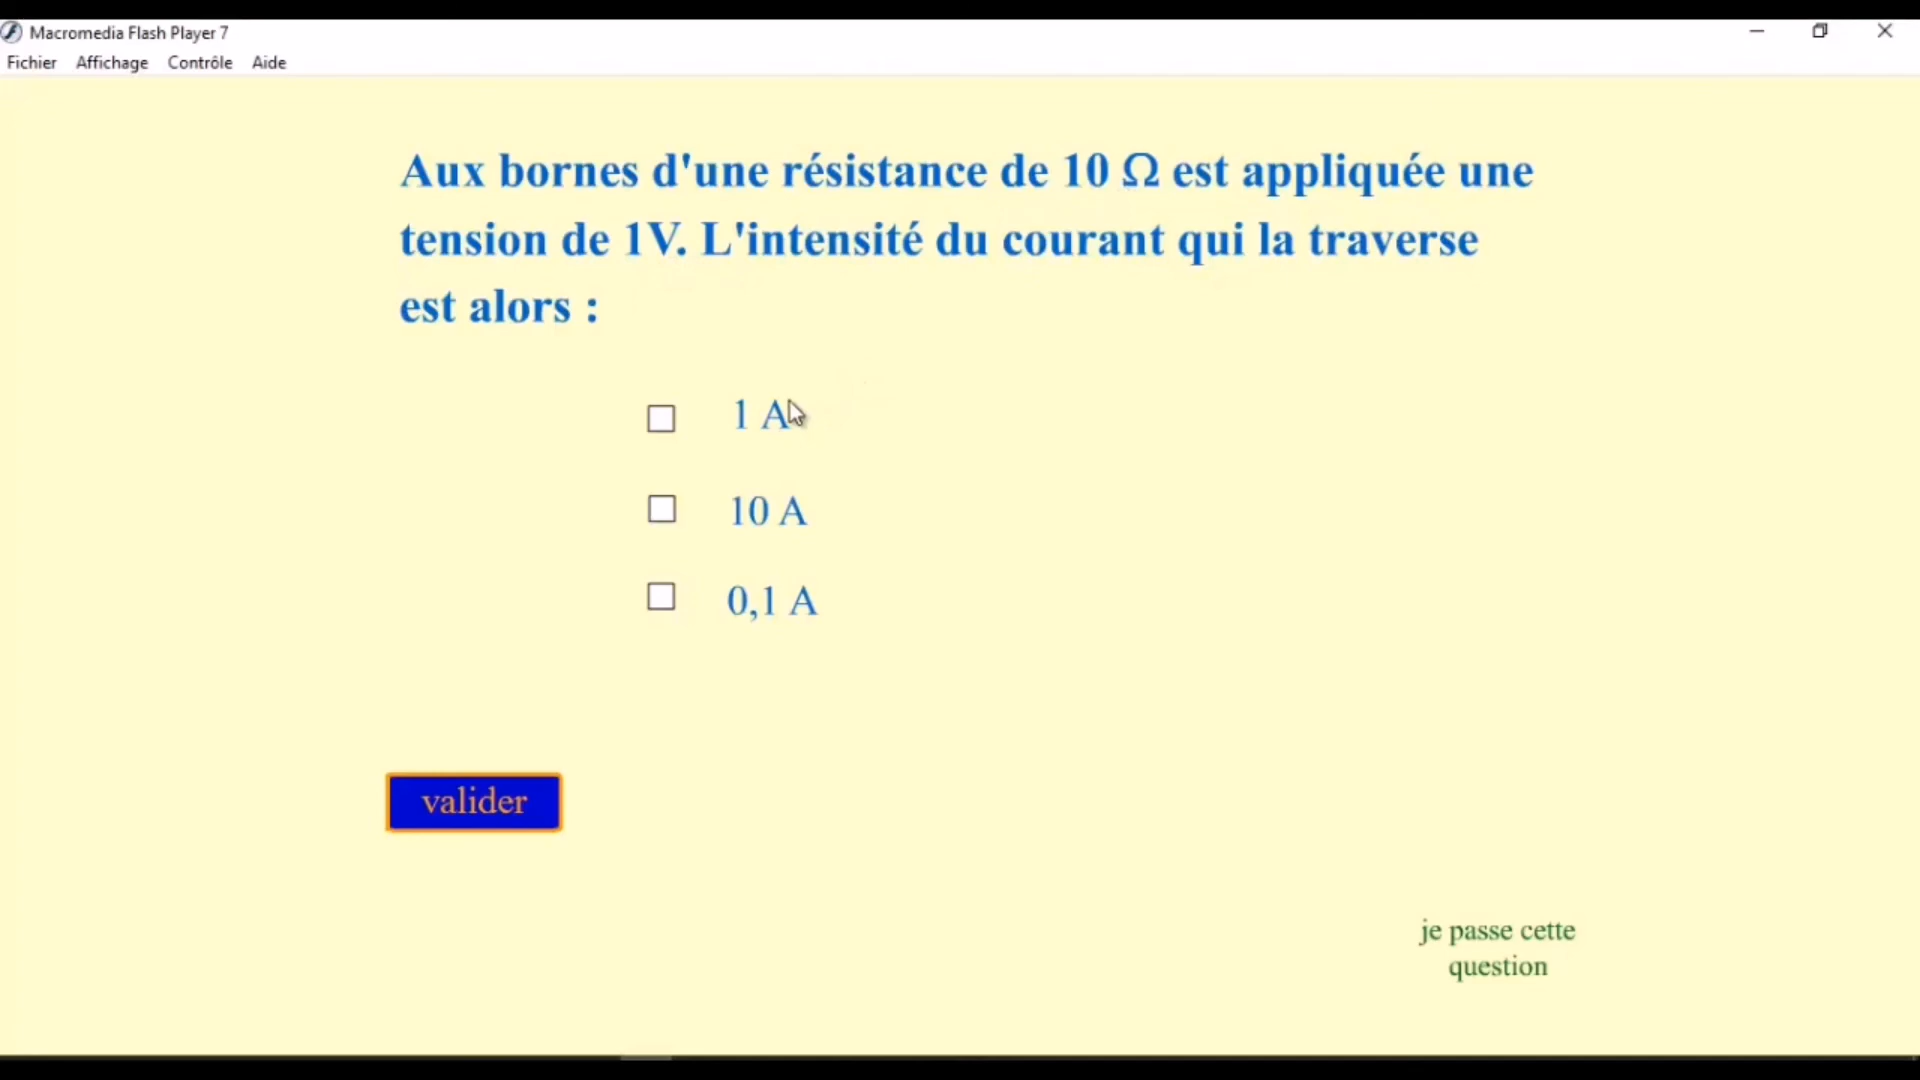 Macromedia Flash Player 7
Fichier Affichage Contrôle Aide
Aux bornes d'une résistance de 10 Ω est appliquée une
tension de 1V. L'intensité du courant qui la traverse
est alors :
1 A
10 A
0,1 A
valider
je passe cette
question